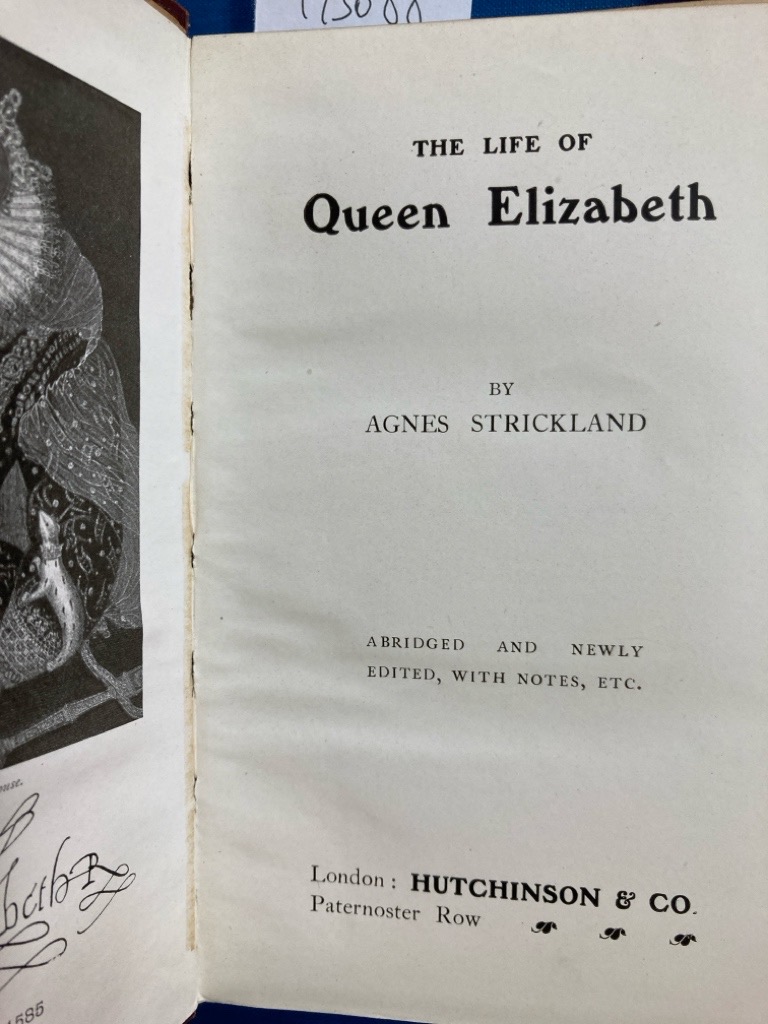 THE LIFE OF
Queen Elizabeth
BY
AGNES STRICKLAND
ABRIDGED AND NEWLY
EDITED, WITH NOTES, ETC.
London: HUTCHINSON & CO.
Paternoster Row